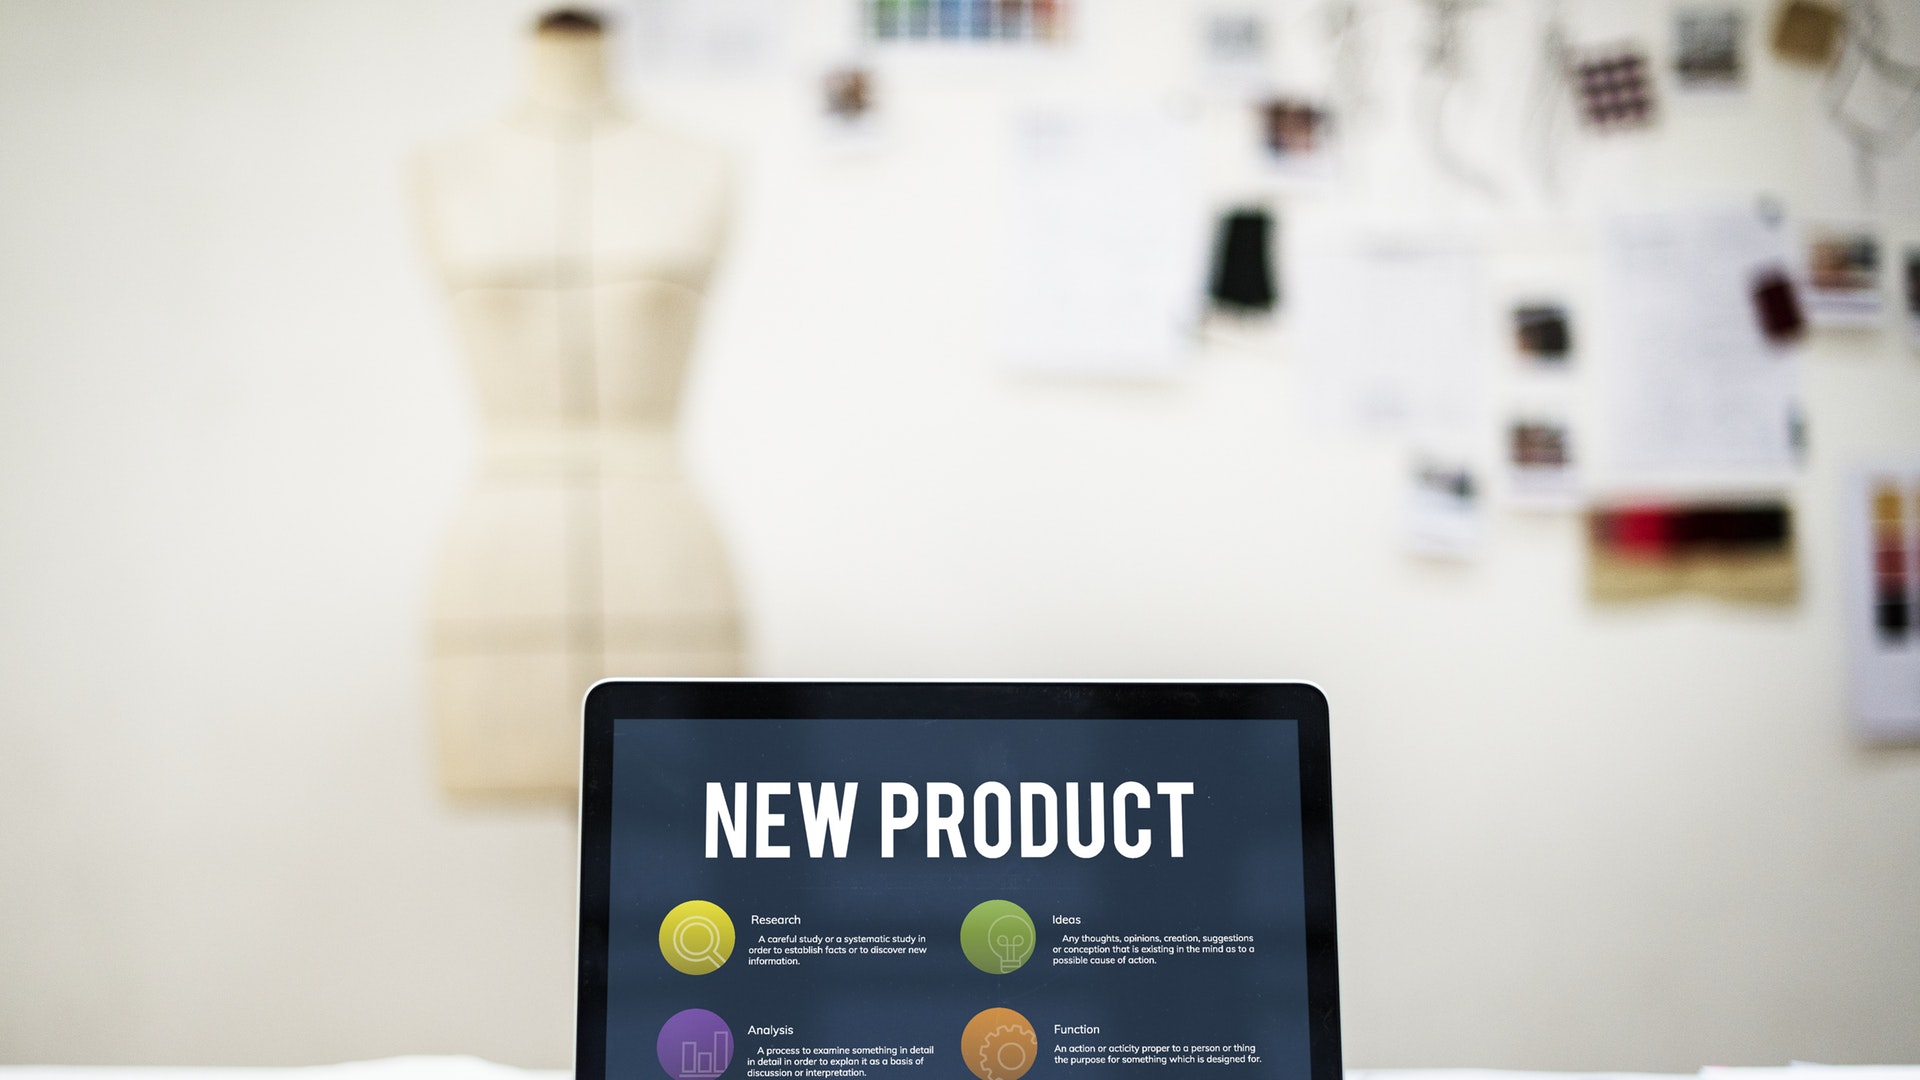 NEW PRODUCT
Research
A careful study or a systematic study in
order to establish facts or to discover new
information.
Ideas
Any thoughts, opinions, creation, suggestions
or conception that is existing in the mind as to a
possible cause of action.
Analysis
A process to examine something in detail
in detail in order to explan it as a basis of
discussion or interpretation.
Function
An action or acticity proper to a person or thing
the purpose for something which is designed for.